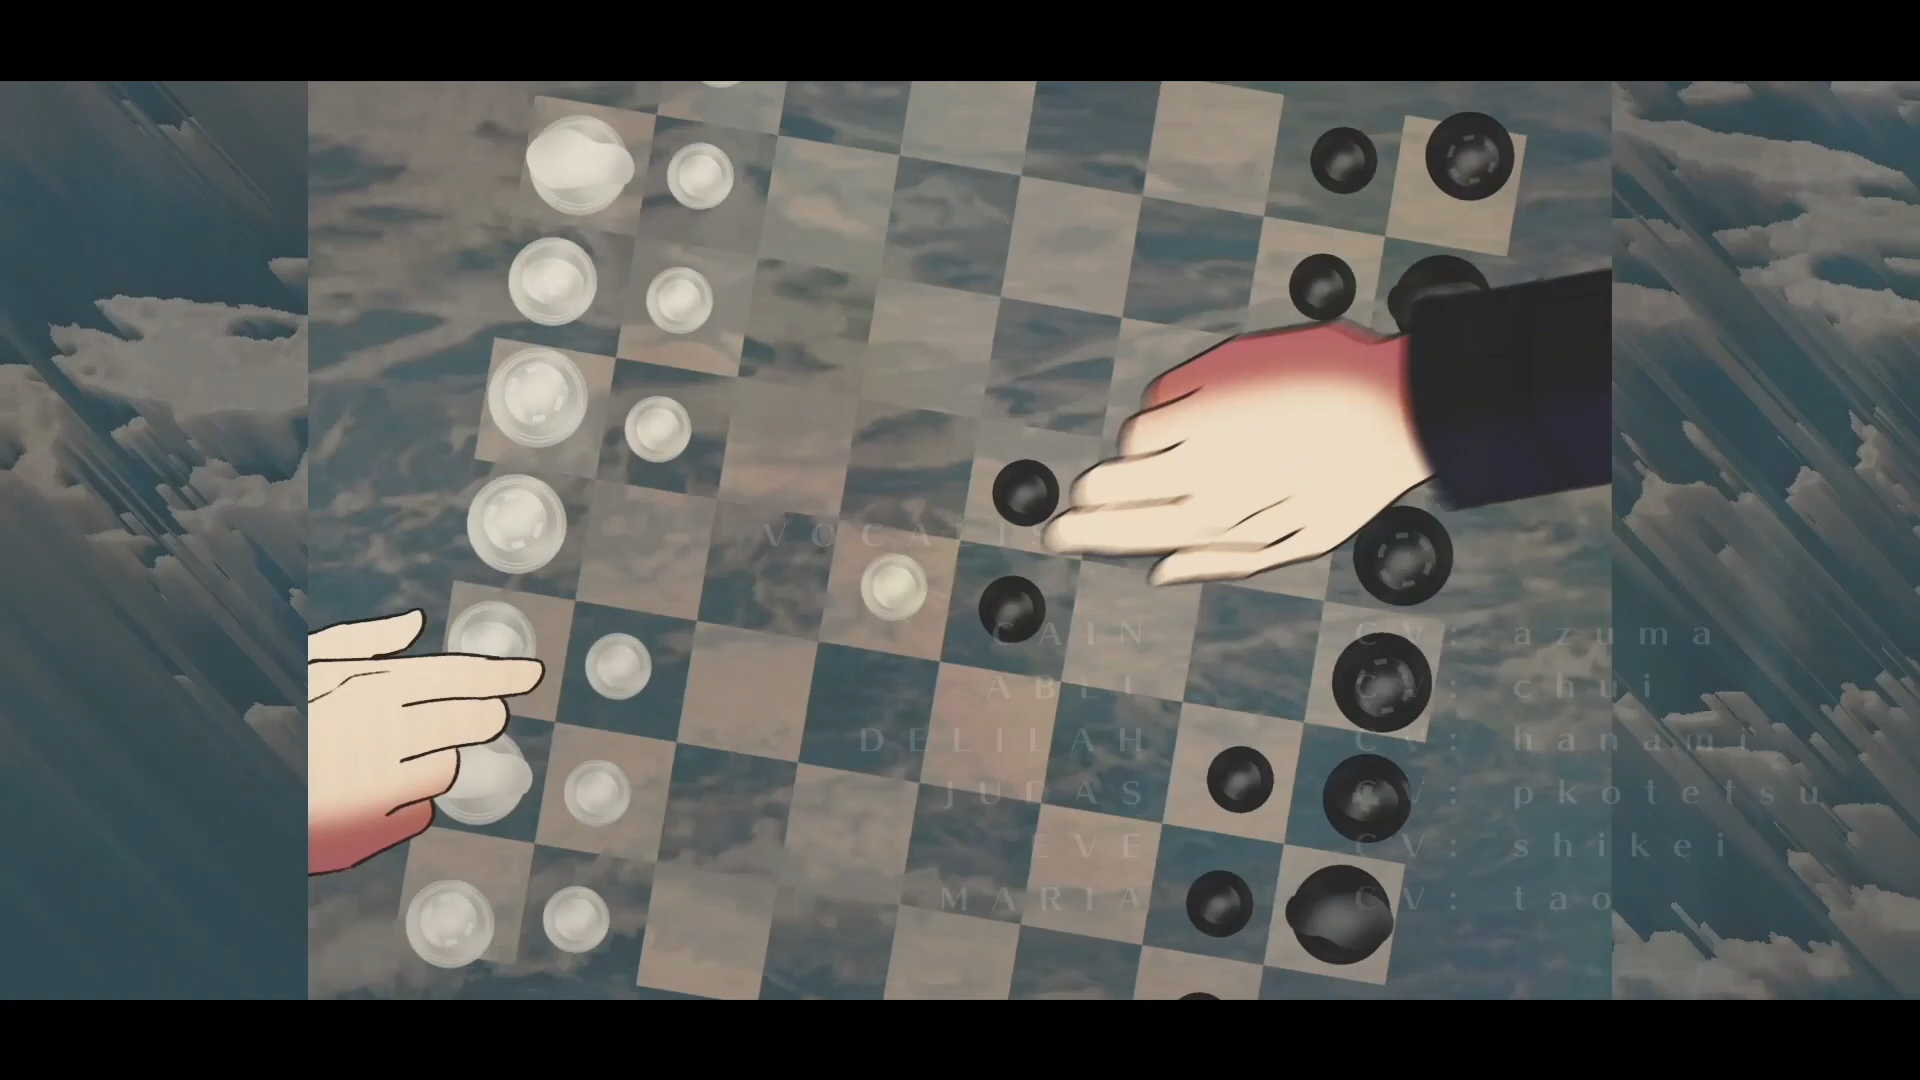 VOCALIST
CAIN CV: azuma
ABEL CV: chui
DELILAH CV: hanami
JUDAS CV: pkotetsu
EVE CV: shikei
MARIA CV: tao